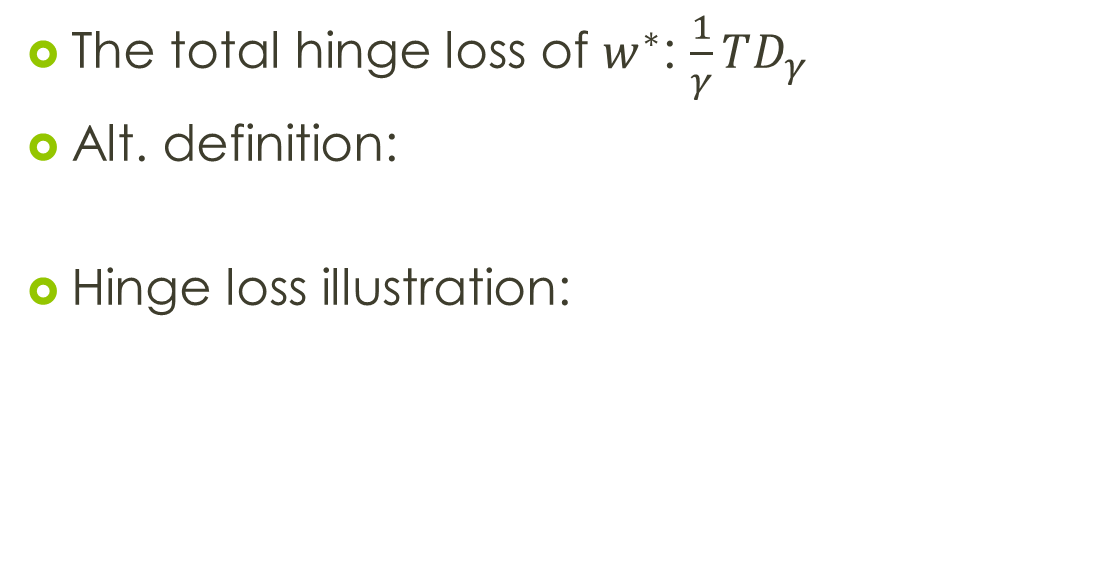 The total hinge loss of w*: 1/γ TD_γ
Alt. definition:
Hinge loss illustration: